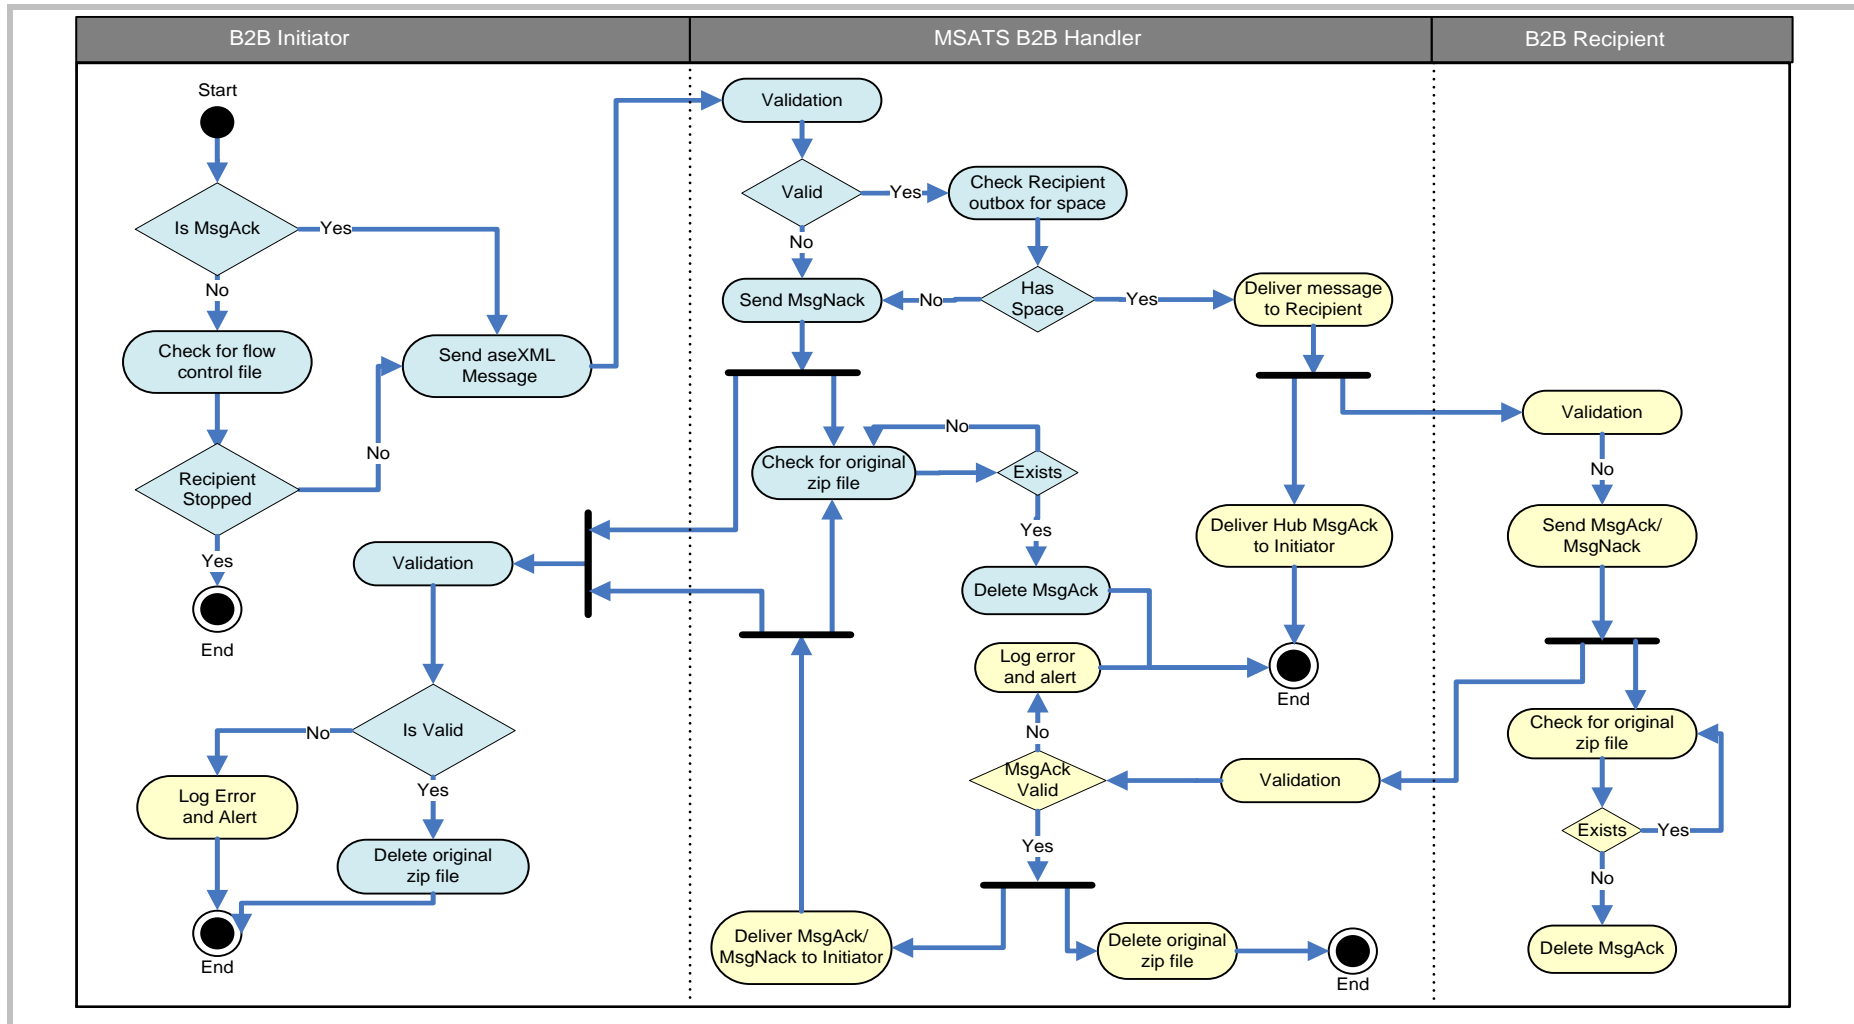 B2B Initiator
MSATS B2B Handler
B2B Recipient
Start
Is MsgAck
Yes
No
Check for flow
control file
Recipient
Stopped
No
Yes
End
Send aseXML
Message
Validation
Is Valid
No
Yes
Log Error
and Alert
Delete original
zip file
End
Validation
Valid
Yes
No
Check Recipient
outbox for space
Send MsgNack
No
Has
Space
Yes
Deliver message
to Recipient
Check for original
zip file
No
Exists
Yes
Delete MsgAck
Deliver Hub MsgAck
to Initiator
Log error
and alert
End
No
MsgAck
Valid
Validation
Yes
Deliver MsgAck/
MsgNack to Initiator
Delete original
zip file
End
Validation
No
Send MsgAck/
MsgNack
Check for original
zip file
Exists
Yes
No
Delete MsgAck